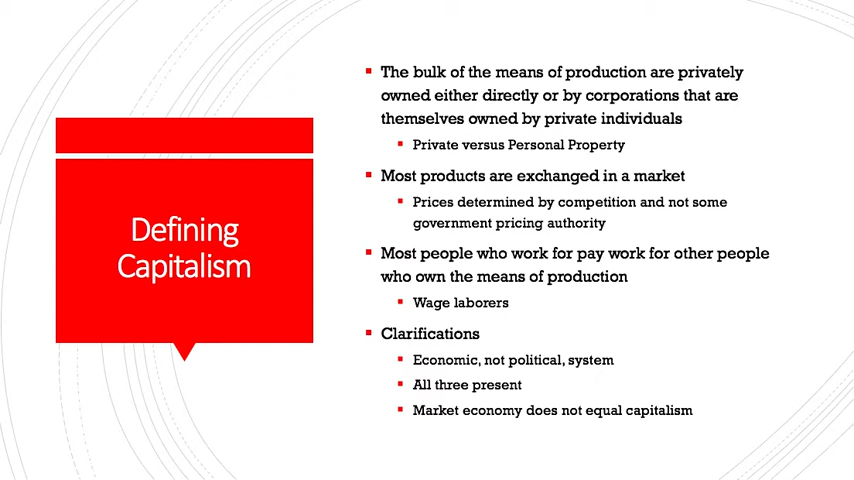 Defining
Capitalism
The bulk of the means of production are privately
owned either directly or by corporations that are
themselves owned by private individuals
Private versus Personal Property
Most products are exchanged in a market
Prices determined by competition and not some
government pricing authority
Most people who work for pay work for other people
who own the means of production
Wage laborers
Clarifications
Economic, not political, system
All three present
Market economy does not equal capitalism